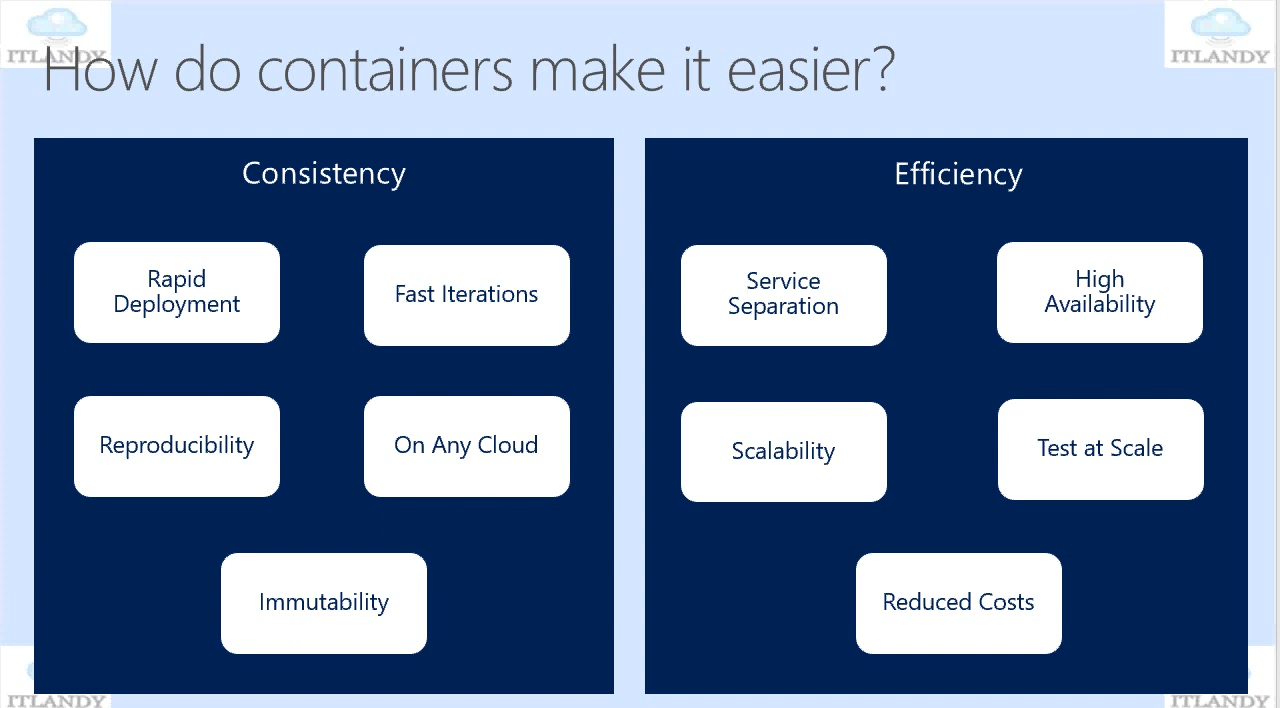 ITLANDY
ITLANDY
How do containers make it easier?
Consistency
Rapid
Deployment
Fast Iterations
Reproducibility
On Any Cloud
Immutability
Efficiency
Service
Separation
High
Availability
Scalability
Test at Scale
Reduced Costs
ITLANDY
ITLANDY